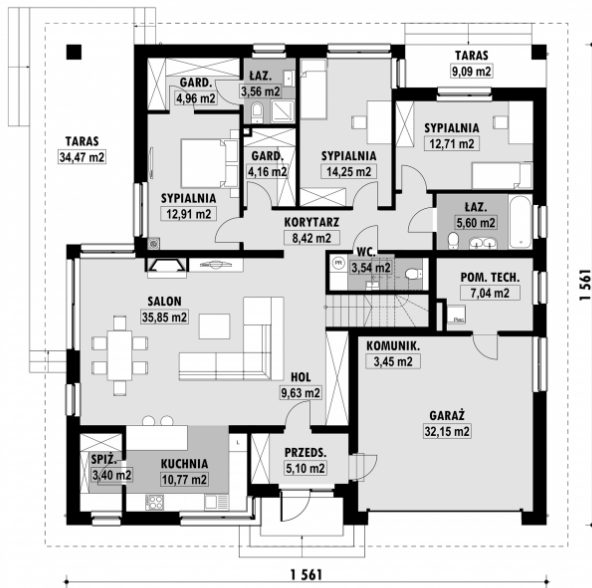 TARAS
9,09 m2
GARD.
4,96 m2
ŁAZ.
3,56 m2
TARAS
34,47 m2
SYPIALNIA
12,71 m2
GARD.
4,16 m2
SYPIALNIA
14,25 m2
SYPIALNIA
12,91 m2
ŁAZ.
5,60 m2
KORYTARZ
8,42 m2
WC.
3,54 m2
PR
POM. TECH.
7,04 m2
Piec
1 561
SALON
35,85 m2
KOMUNIK.
3,45 m2
HOL
9,63 m2
GARAŻ
32,15 m2
SPIŻ.
3,40 m2
KUCHNIA
10,77 m2
L
PRZEDS.
5,10 m2
1 561